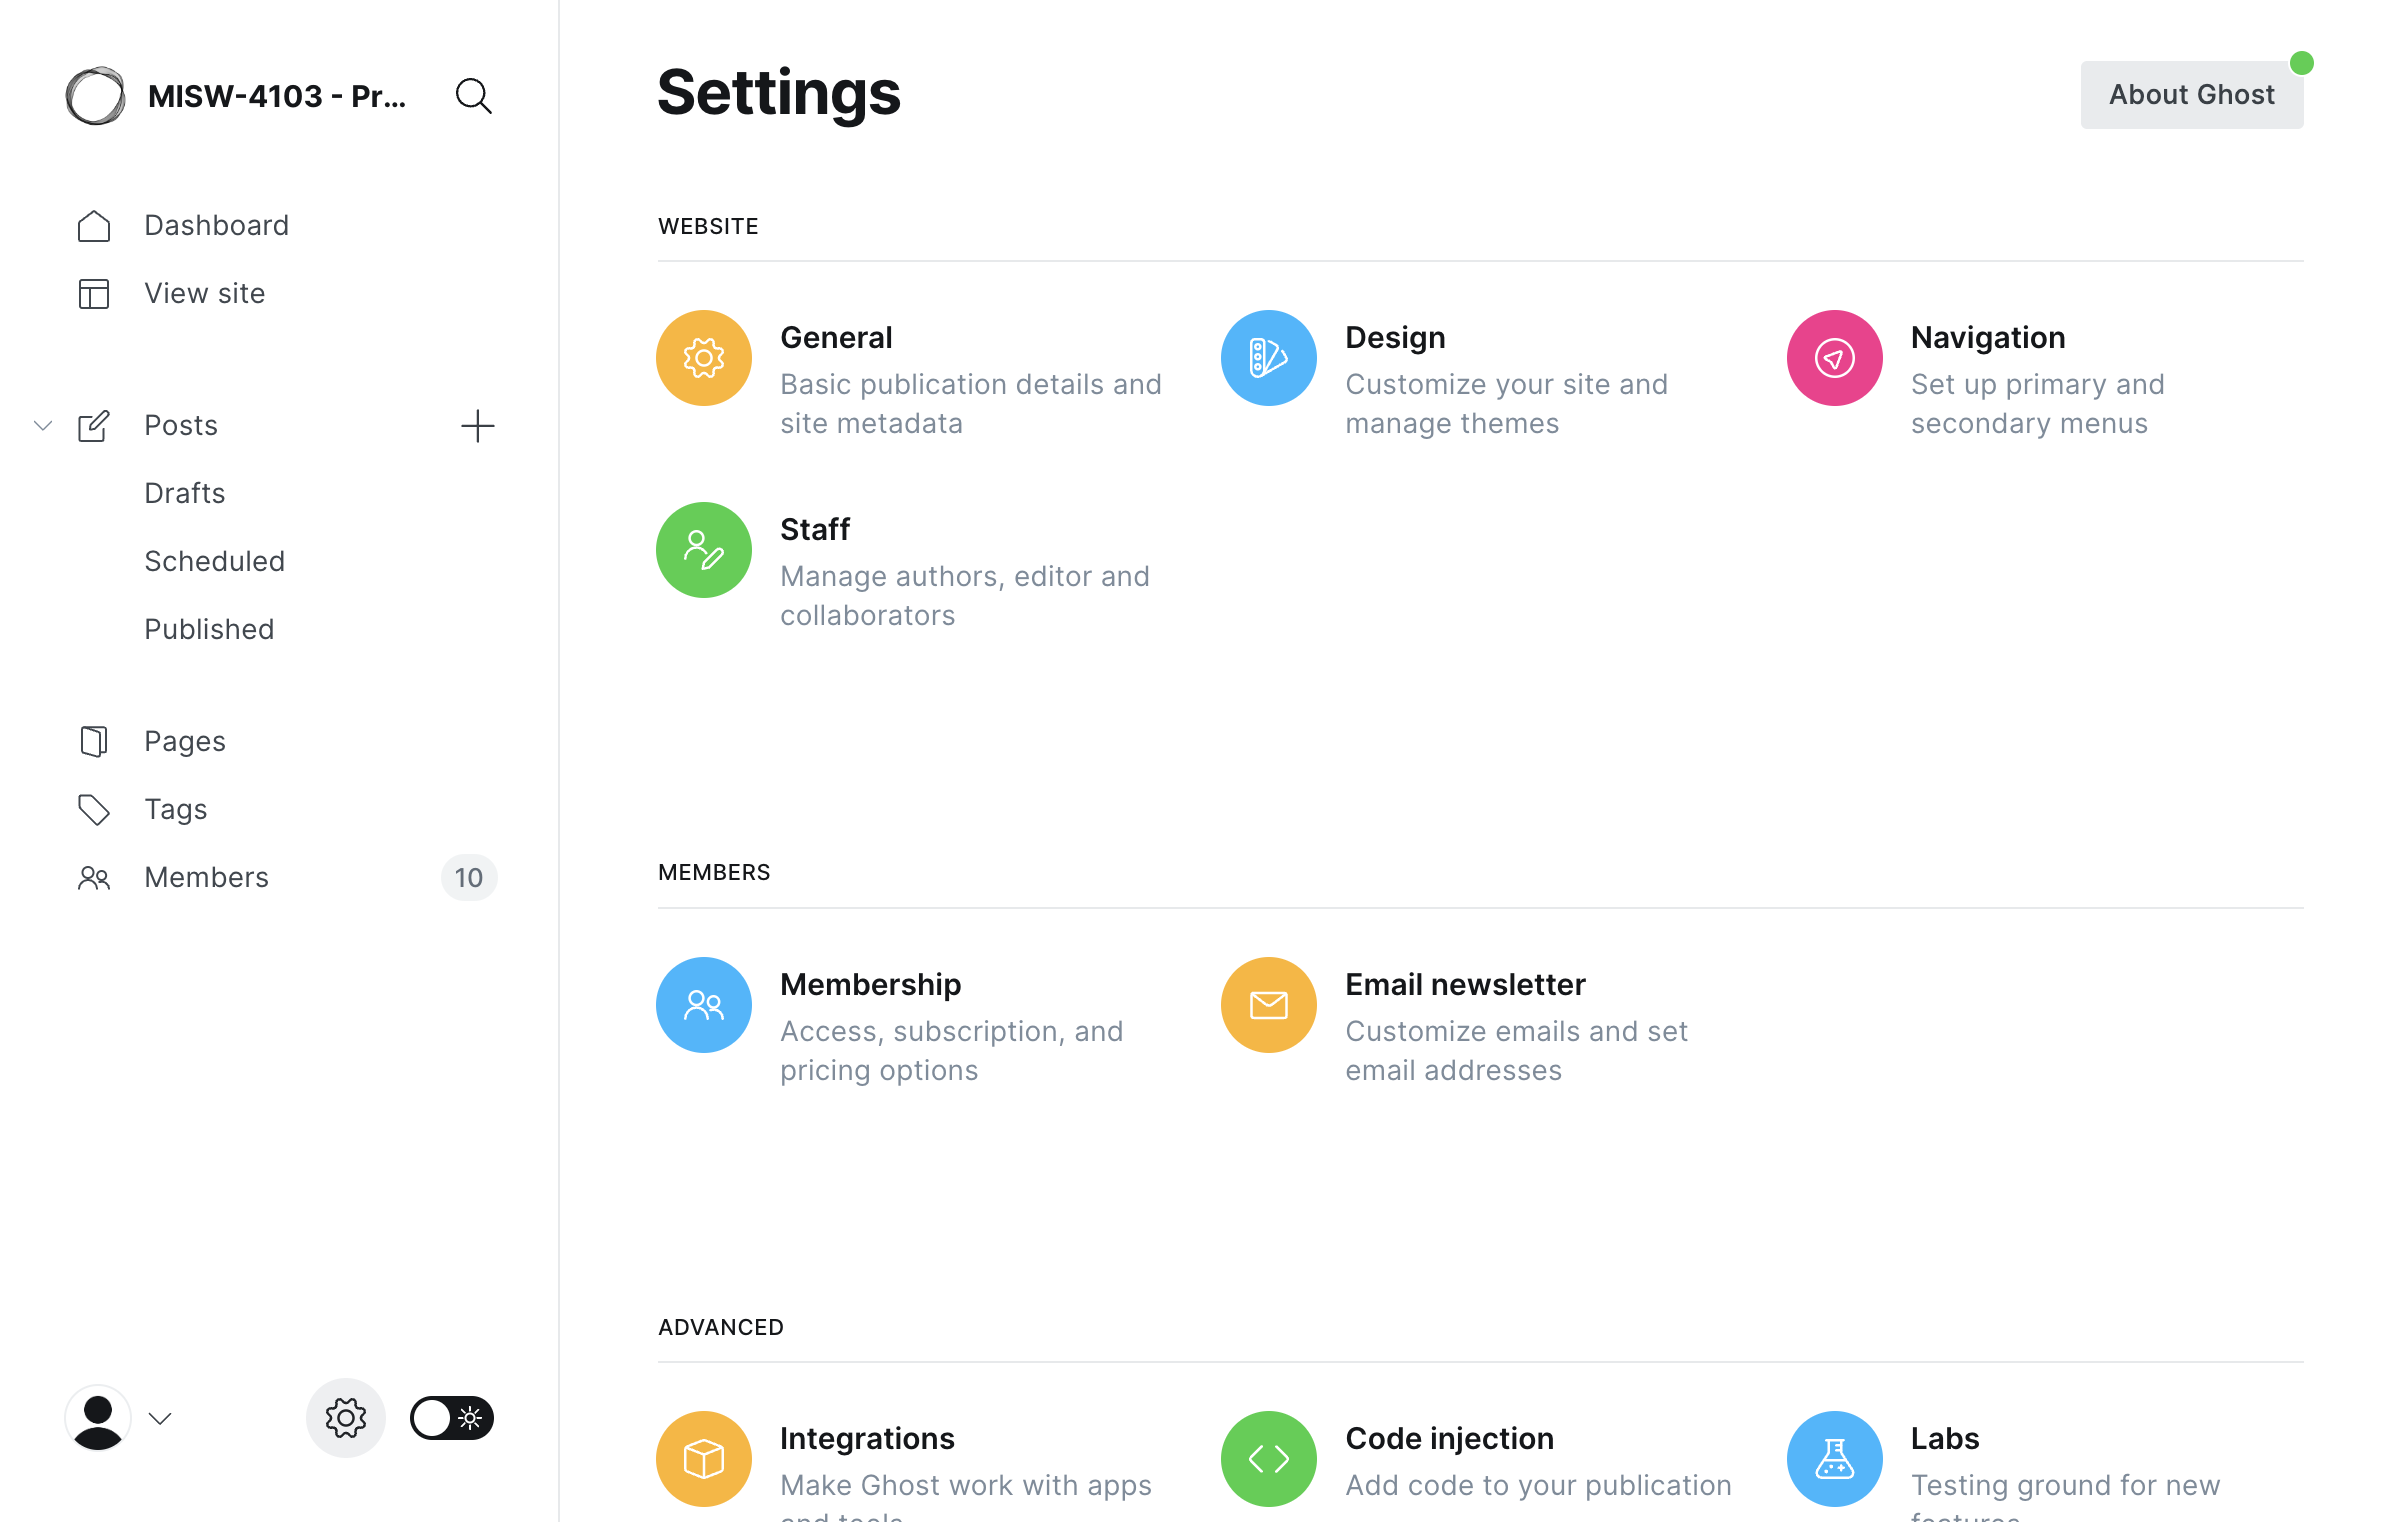 MISW-4103 - Pr...
Dashboard
View site
Posts
Drafts
Scheduled
Published
Pages
Tags
Members
10
Settings
About Ghost
WEBSITE
General
Basic publication details and
site metadata
Design
Customize your site and
manage themes
Navigation
Set up primary and
secondary menus
Staff
Manage authors, editor and
collaborators
MEMBERS
Membership
Access, subscription, and
pricing options
Email newsletter
Customize emails and set
email addresses
ADVANCED
Integrations
Make Ghost work with apps
and tools
Code injection
Add code to your publication
Labs
Testing ground for new
features